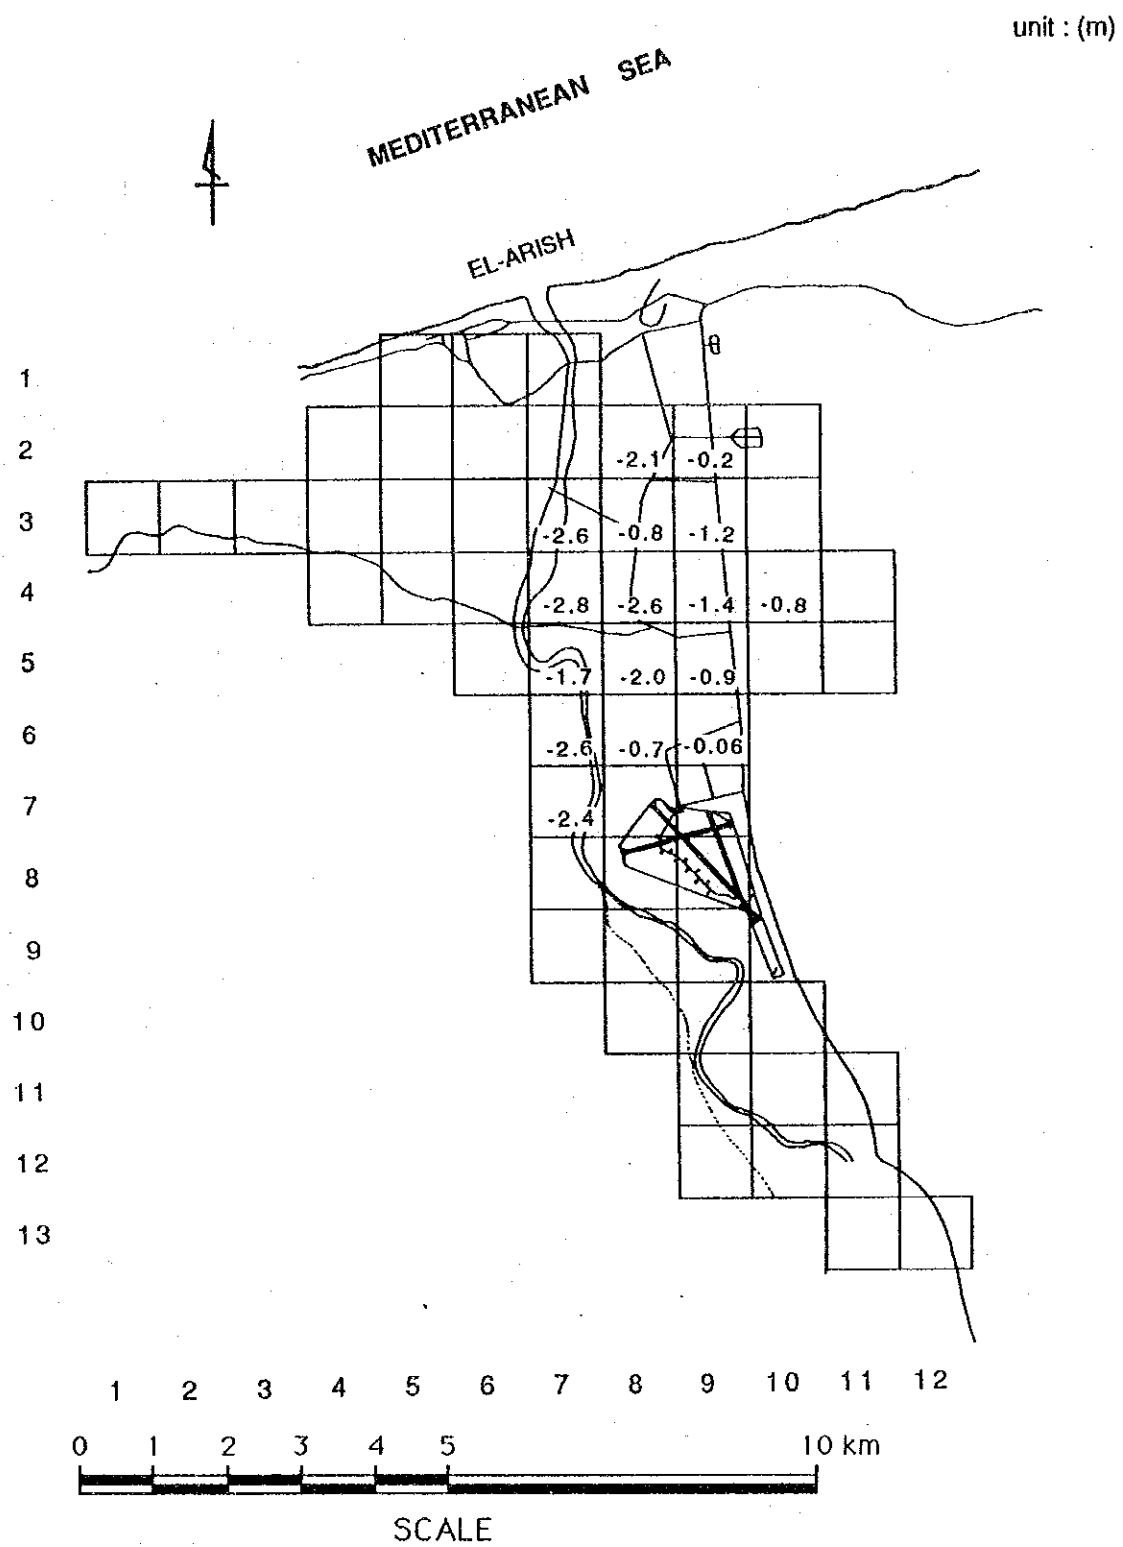 unit : (m)
MEDITERRANEAN SEA
EL-ARISH
1
2 -2.1 -0.2
3 -2.6 -0.8 -1.2
4 -2.8 -2.6 -1.4 -0.8
5 -1.7 -2.0 -0.9
6 -2.6 -0.7 -0.06
7 -2.4
8
9
10
11
12
13
1 2 3 4 5 6 7 8 9 10 11 12
0 1 2 3 4 5 10 km
SCALE